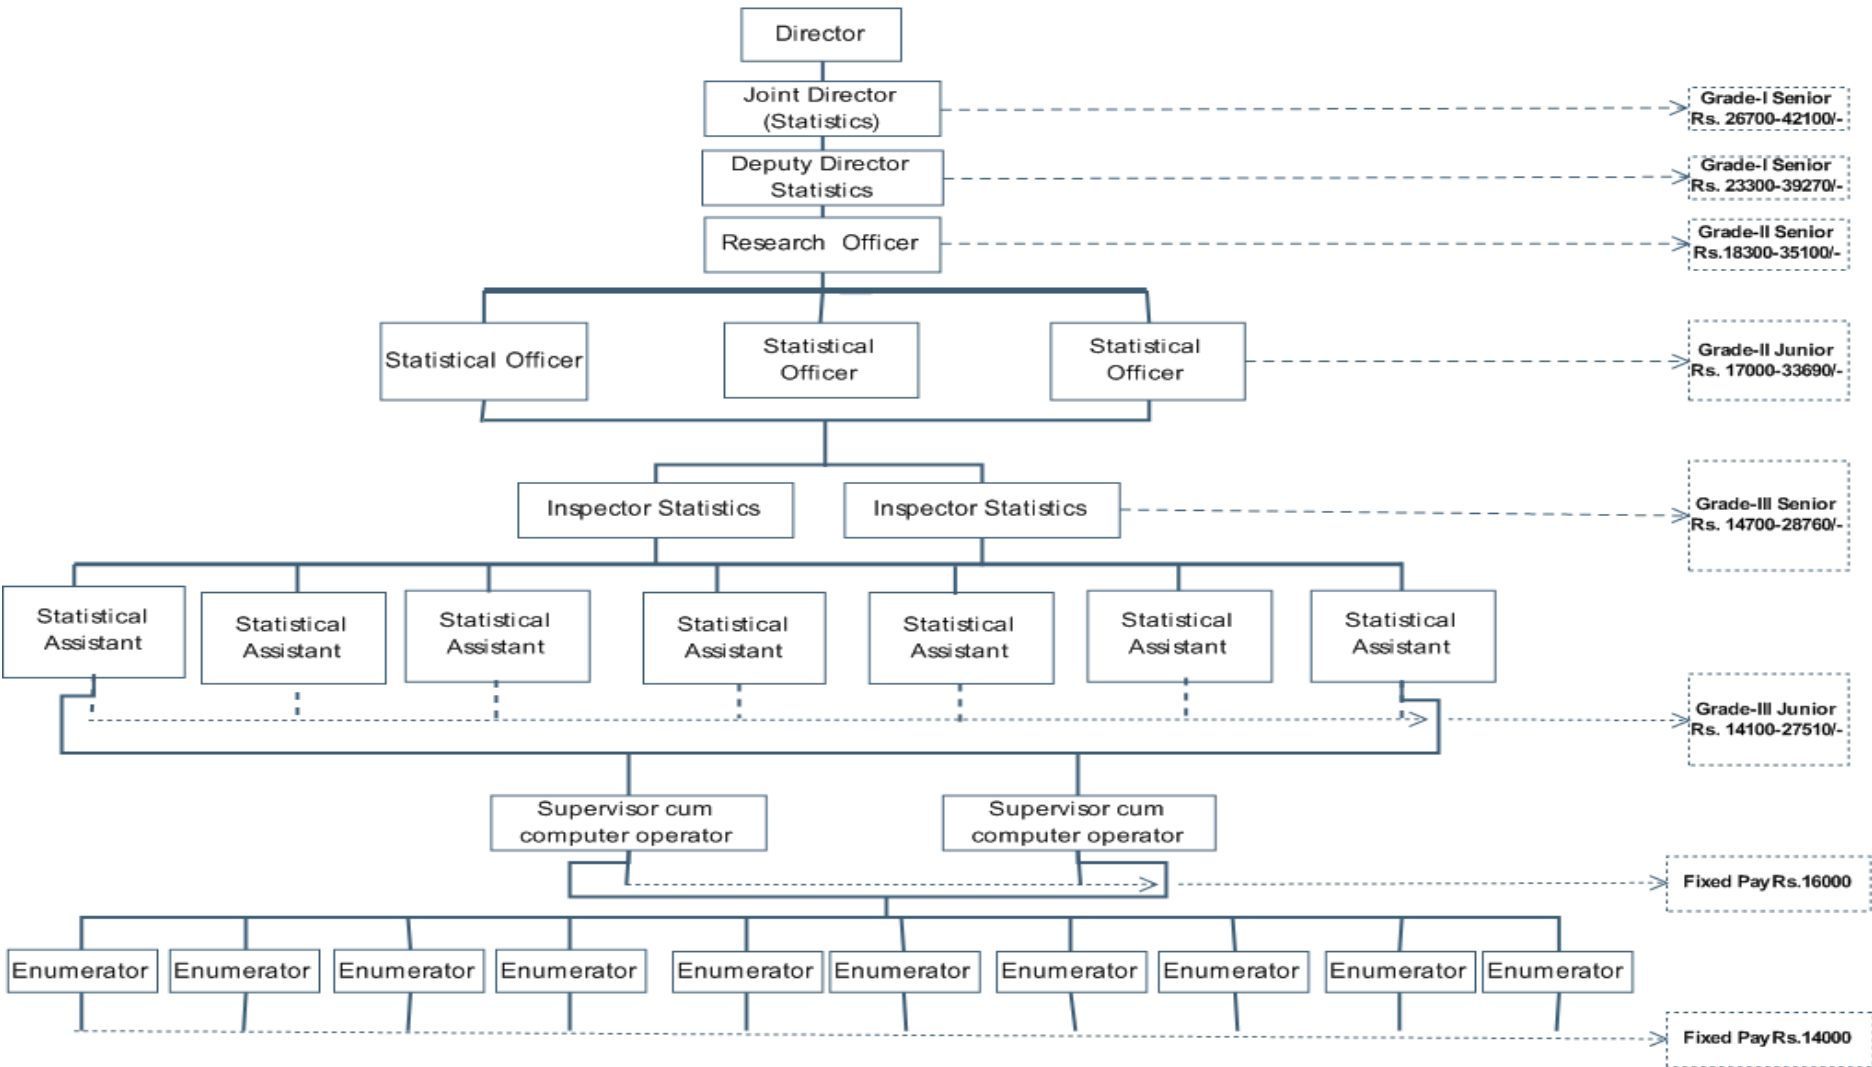 Director
Joint Director
(Statistics)
Grade-I Senior
Rs. 26700-42100/-
Deputy Director
Statistics
Grade-I Senior
Rs. 23300-39270/-
Research Officer
Grade-II Senior
Rs.18300-35100/-
Statistical Officer
Statistical
Officer
Statistical
Officer
Grade-II Junior
Rs. 17000-33690/-
Inspector Statistics
Inspector Statistics
Grade-III Senior
Rs. 14700-28760/-
Statistical
Assistant
Statistical
Assistant
Statistical
Assistant
Statistical
Assistant
Statistical
Assistant
Statistical
Assistant
Statistical
Assistant
Grade-III Junior
Rs. 14100-27510/-
Supervisor cum
computer operator
Supervisor cum
computer operator
Fixed Pay Rs.16000
Enumerator
Enumerator
Enumerator
Enumerator
Enumerator
Enumerator
Enumerator
Enumerator
Enumerator
Enumerator
Fixed Pay Rs.14000